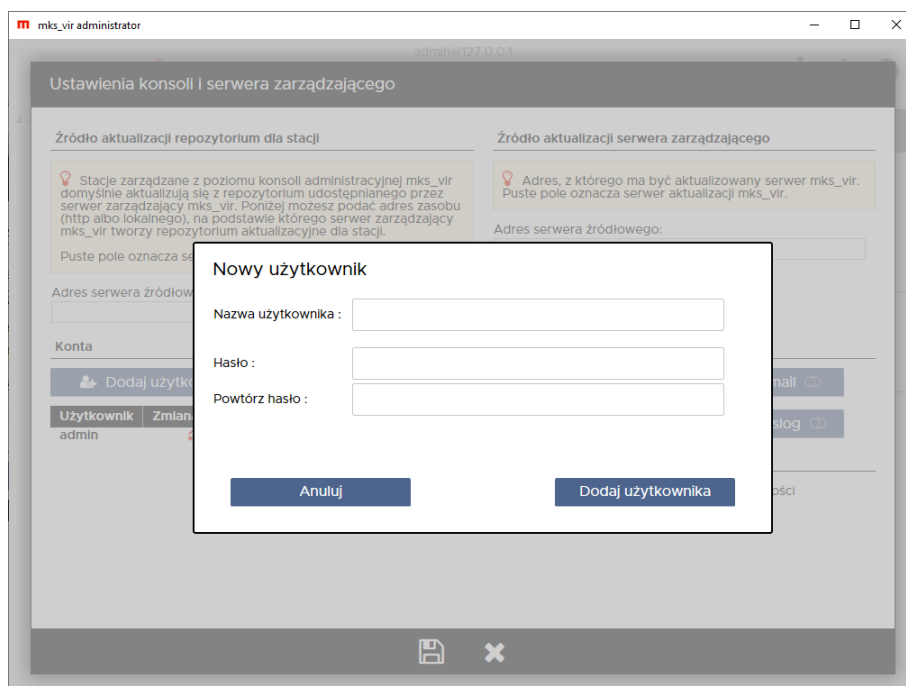 mks_vir administrator
admin@127.0.0.1
Ustawienia konsoli i serwera zarządzającego
Źródło aktualizacji repozytorium dla stacji
Stacje zarządzane z poziomu konsoli administracyjnej mks_vir
domyślnie aktualizują się z repozytorium udostępnianego przez
serwer zarządzający mks_vir. Poniżej możesz podać adres zasobu
(http albo lokalnego), na podstawie którego serwer zarządzający
mks_vir tworzy repozytorium aktualizacyjne dla stacji.
Puste pole oznacza se
Adres serwera źródłow
Źródło aktualizacji serwera zarządzającego
Adres, z którego ma być aktualizowany serwer mks_vir.
Puste pole oznacza serwer aktualizacji mks_vir.
Adres serwera źródłowego:
Konta
Dodaj użytko
Użytkownik Zmian
admin
mail
slog
ości
Nowy użytkownik
Nazwa użytkownika :
Hasło :
Powtórz hasło :
Anuluj
Dodaj użytkownika